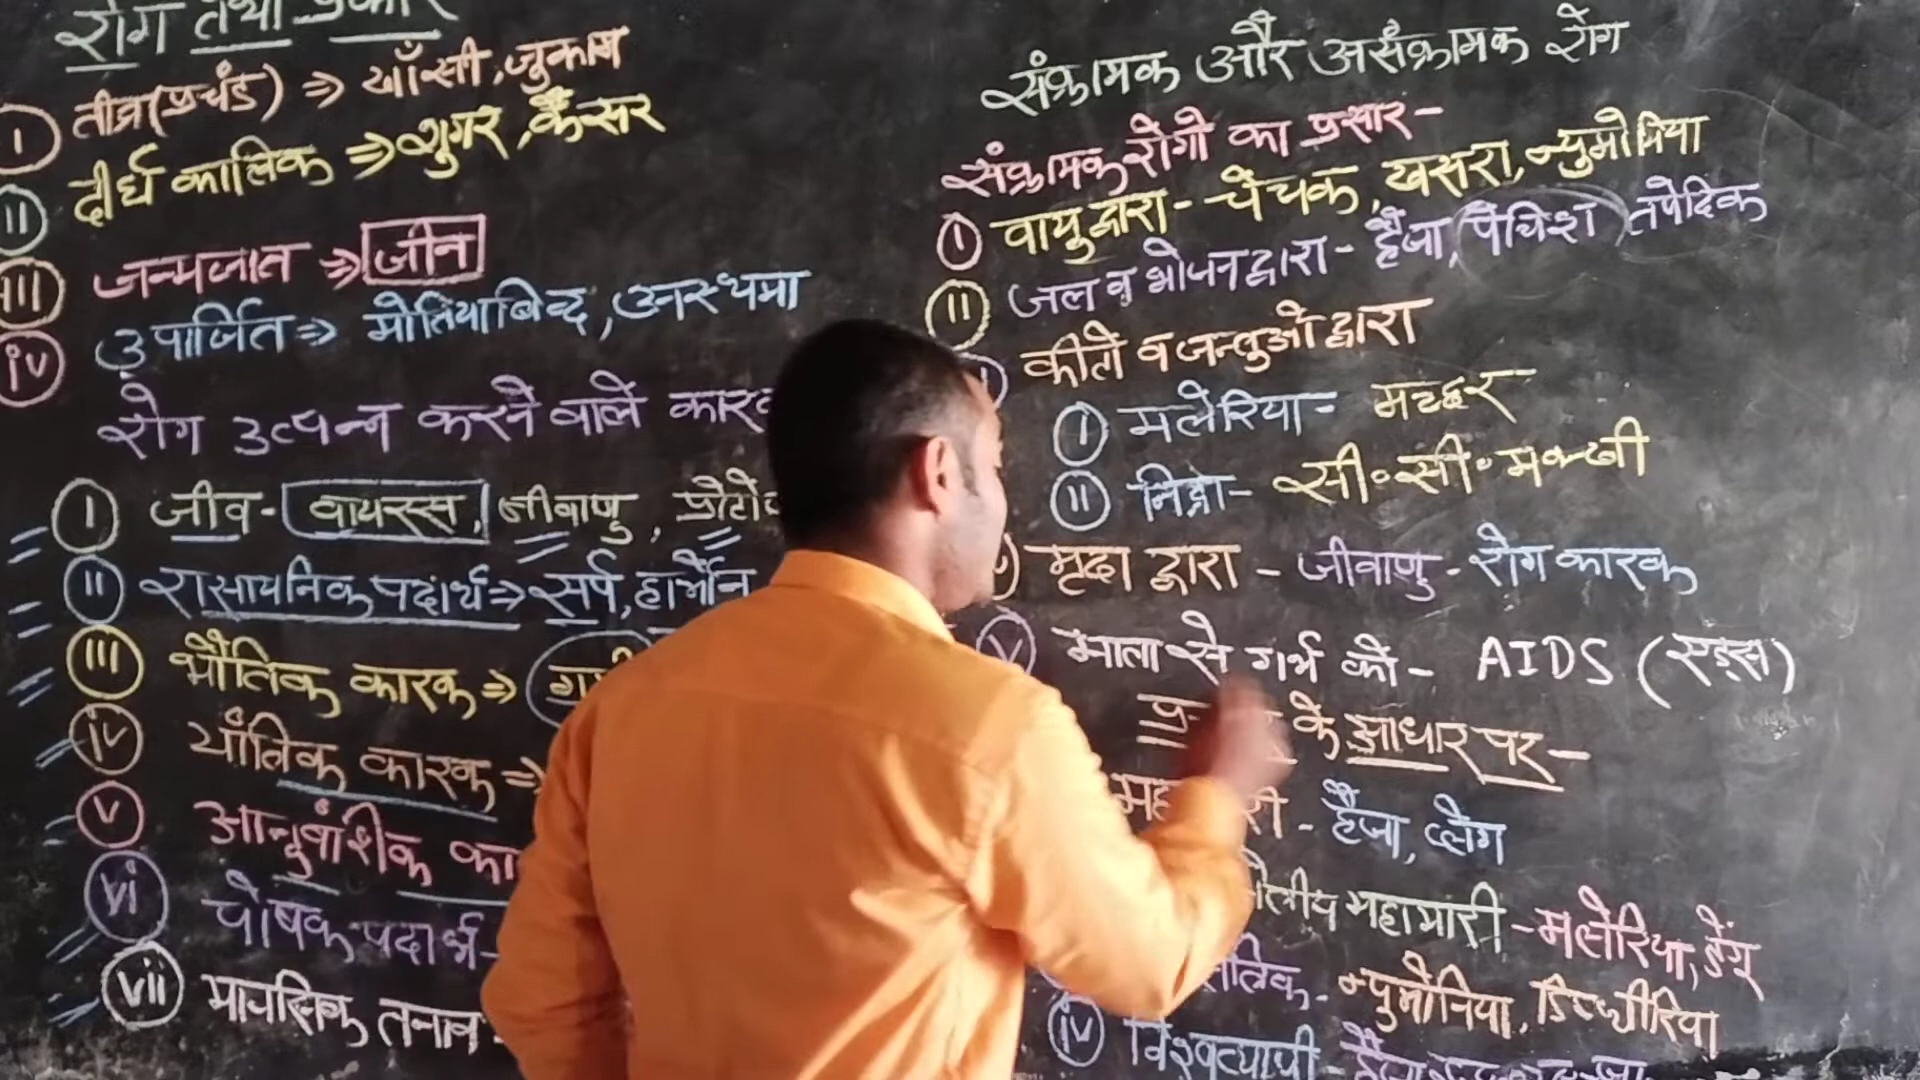 रोग तथा प्रकार
I तीव्र(प्रचंड) ⇒ खाँसी, जुकाम
II दीर्घ कालिक ⇒ शुगर, कैंसर
III जन्मजात ⇒ जीन
iv उपार्जित ⇒ मोतियाबिन्द, अस्थमा
रोग उत्पन्न करने वाले
I जीव - वायरस, जीवाणु,
II रासायनिक पदार्थ ⇒ सर्प, हार्मोन
III भौतिक कारक ⇒
iv यांत्रिक कारक ⇒
v आनुवांशिक
vi पोषक पदार्थ -
vii मानसिक तनाव -
संक्रामक और असंक्रामक रोग
संक्रामक रोगो का प्रसार -
I वायु द्वारा - चेचक, खसरा, न्युमोनिया
II जल व भोजन द्वारा - हैजा, पेचिश तपेदिक
कीटो व जन्तुओ द्वारा
I मलेरिया - मच्छर
II निद्रा - सी॰ सी॰ मक्खी
मृदा द्वारा - जीवाणु - रोग कारक
v माता से गर्भ को - AIDS (एड्स)
के आधार पर -
- हैजा, प्लेग
महामारी - मलेरिया, डेंगू
न्युमोनिया, डिप्थीरिया
iv विश्वव्यापी - हैजा